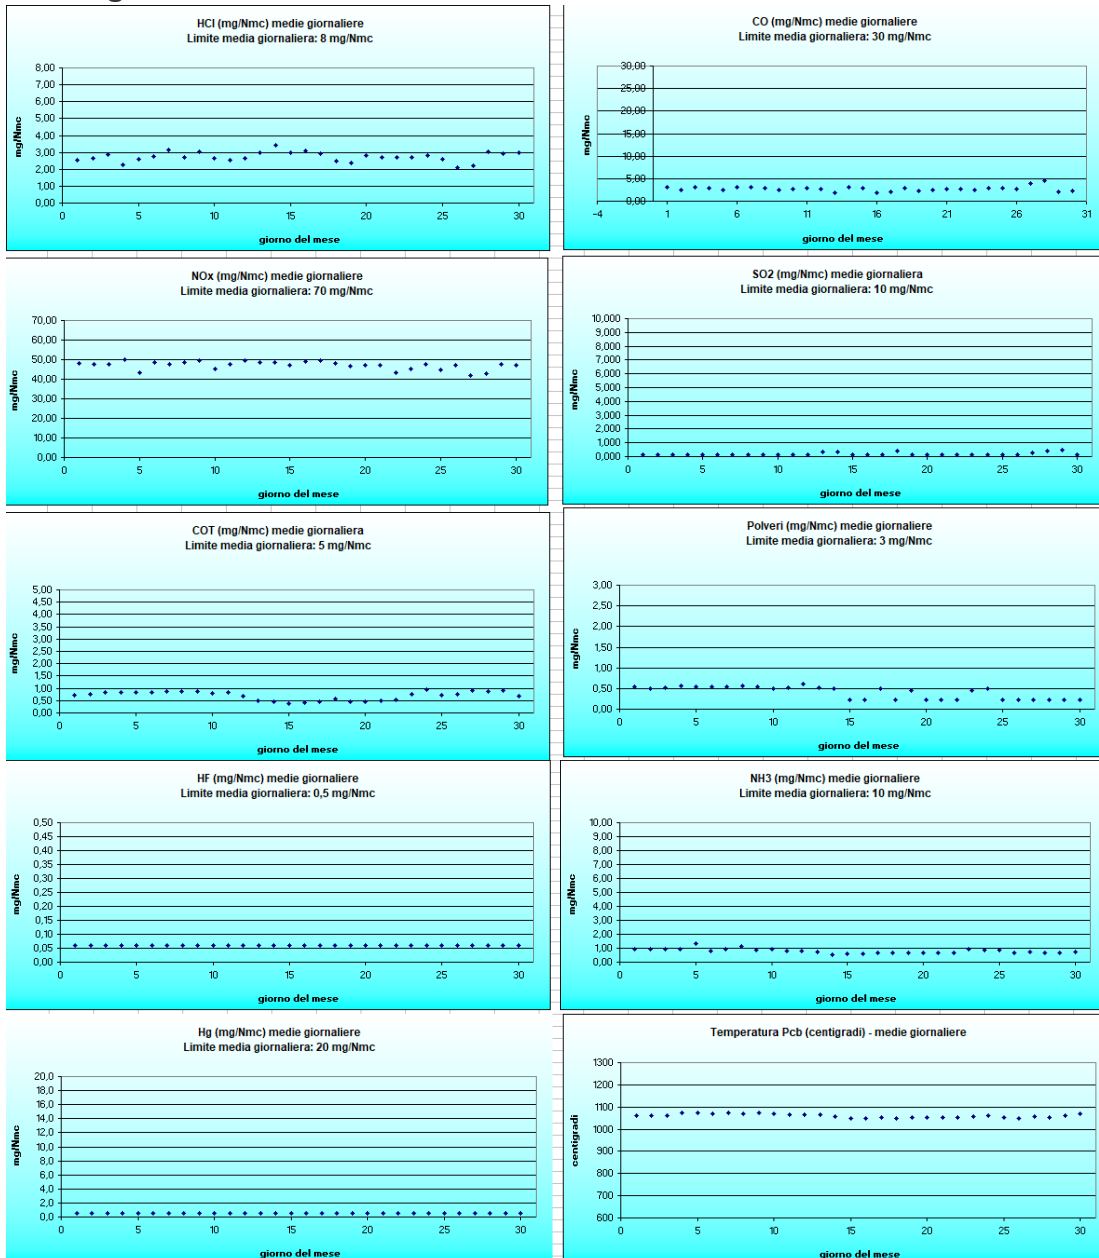 HCl (mg/Nmc) medie giornaliere
Limite media giornaliera: 8 mg/Nmc
8,00
7,00
6,00
5,00
4,00
3,00
2,00
1,00
0,00
mg/Nmc
0 5 10 15 20 25 30
giorno del mese
CO (mg/Nmc) medie giornaliere
Limite media giornaliera: 30 mg/Nmc
30,00
25,00
20,00
15,00
10,00
5,00
0,00
mg/Nmc
-4 1 6 11 16 21 26 31
giorno del mese
NOx (mg/Nmc) medie giornaliere
Limite media giornaliera: 70 mg/Nmc
70,00
60,00
50,00
40,00
30,00
20,00
10,00
0,00
mg/Nmc
0 5 10 15 20 25 30
giorno del mese
SO2 (mg/Nmc) medie giornaliera
Limite media giornaliera: 10 mg/Nmc
10,000
9,000
8,000
7,000
6,000
5,000
4,000
3,000
2,000
1,000
0,000
mg/Nmc
0 5 10 15 20 25 30
giorno del mese
COT (mg/Nmc) medie giornaliera
Limite media giornaliera: 5 mg/Nmc
5,00
4,50
4,00
3,50
3,00
2,50
2,00
1,50
1,00
0,50
0,00
mg/Nmc
0 5 10 15 20 25 30
giorno del mese
Polveri (mg/Nmc) medie giornaliere
Limite media giornaliera: 3 mg/Nmc
3,00
2,50
2,00
1,50
1,00
0,50
0,00
mg/Nmc
0 5 10 15 20 25 30
giorno del mese
HF (mg/Nmc) medie giornaliere
Limite media giornaliera: 0,5 mg/Nmc
0,50
0,45
0,40
0,35
0,30
0,25
0,20
0,15
0,10
0,05
0,00
mg/Nmc
0 5 10 15 20 25 30
giorno del mese
NH3 (mg/Nmc) medie giornaliere
Limite media giornaliera: 10 mg/Nmc
10,00
9,00
8,00
7,00
6,00
5,00
4,00
3,00
2,00
1,00
0,00
mg/Nmc
0 5 10 15 20 25 30
giorno del mese
Hg (mg/Nmc) medie giornaliere
Limite media giornaliera: 20 mg/Nmc
20,0
18,0
16,0
14,0
12,0
10,0
8,0
6,0
4,0
2,0
0,0
mg/Nmc
0 5 10 15 20 25 30
giorno del mese
Temperatura Pcb (centigradi) - medie giornaliere
1300
1200
1100
1000
900
800
700
600
centigradi
0 5 10 15 20 25 30
giorno del mese